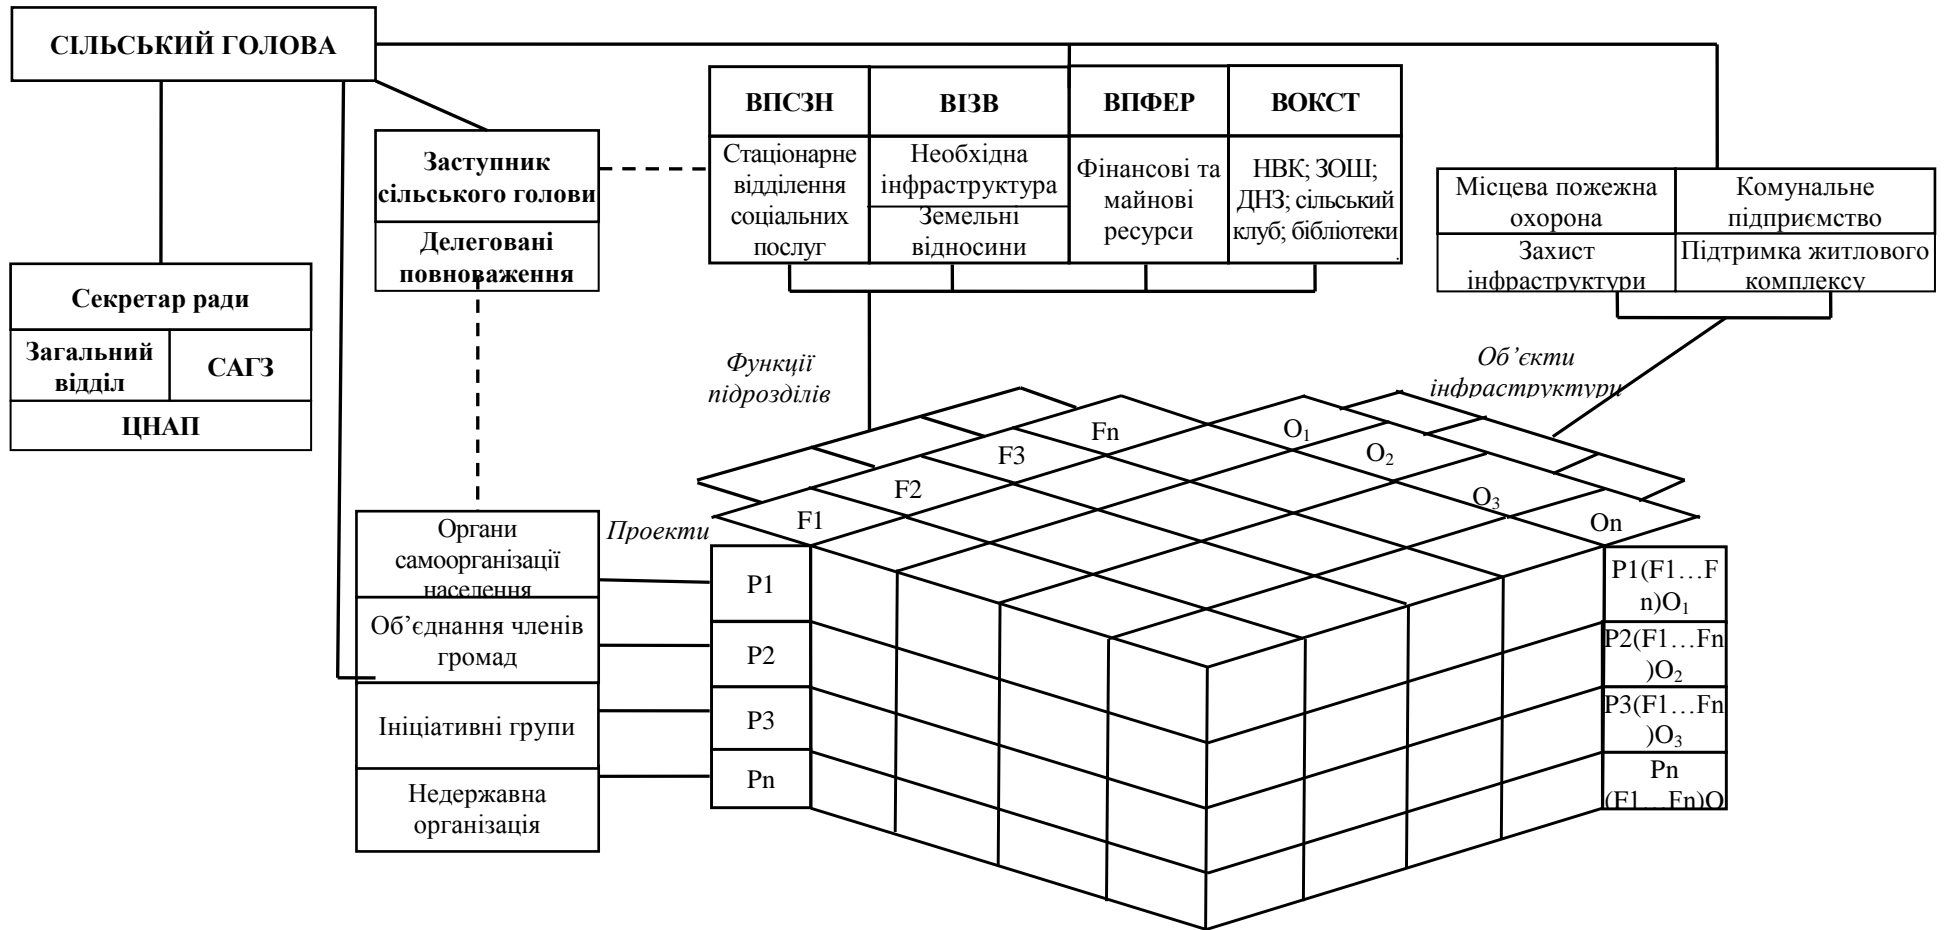 СІЛЬСЬКИЙ ГОЛОВА
ВПСЗН
ВІЗВ
ВПФЕР
ВОКСТ
Стаціонарне
відділення
соціальних
послуг
Необхідна
інфраструктура
Земельні
відносини
Фінансові та
майнові
ресурси
НВК; ЗОШ;
ДНЗ; сільський
клуб; бібліотеки
.
Заступник
сільського голови
Делеговані
повноваження
Місцева пожежна
охорона
Комунальне
підприємство
Захист
інфраструктури
Підтримка житлового
комплексу
Секретар ради
Загальний
відділ
САГЗ
ЦНАП
Функції
підрозділів
Об’єкти
інфраструктури
Fn
F3
F2
F1
O₁
O₂
O₃
On
Органи
самоорганізації
населення
Об’єднання членів
громад
Ініціативні групи
Недержавна
організація
Проекти
P1
P2
P3
Pn
P1(F1…F
n)O₁
P2(F1…Fn
)O₂
P3(F1…Fn
)O₃
Pn
(F1…Fn)O